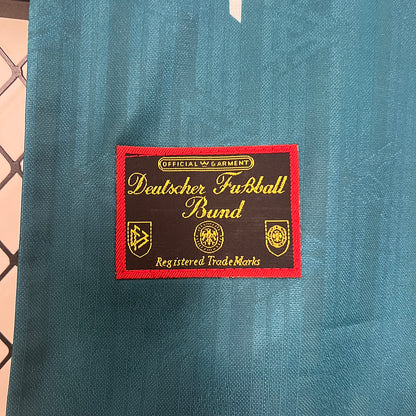 OFFICIAL GARMENT
Deutscher Fußball
Bund
Registered Trade Marks